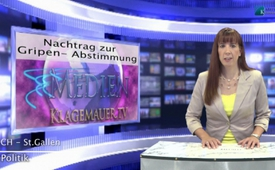 Nachtrag zur
Gripen- Abstimmung
MEDIEN
KLAGEMAUER.TV
CH - St.Gallen
Politik